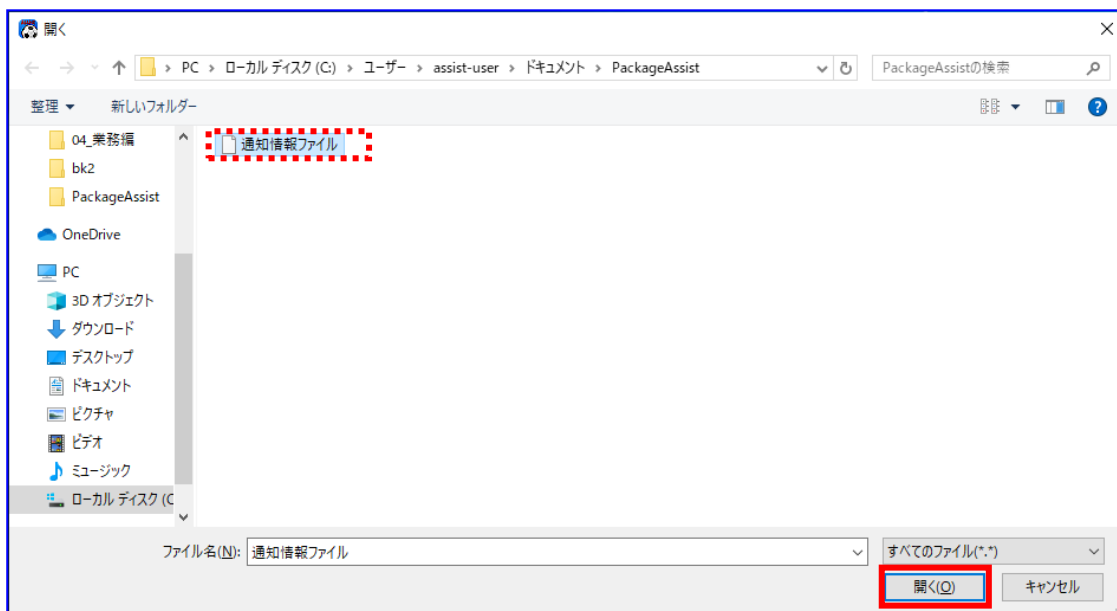 開く
PC › ローカル ディスク (C:) › ユーザー › assist-user › ドキュメント › PackageAssist
PackageAssistの検索
整理 新しいフォルダー
04_業務編
bk2
PackageAssist
OneDrive
PC
3D オブジェクト
ダウンロード
デスクトップ
ドキュメント
ピクチャ
ビデオ
ミュージック
ローカル ディスク (C
通知情報ファイル
ファイル名(N): 通知情報ファイル
すべてのファイル(*.*)
開く(O) キャンセル